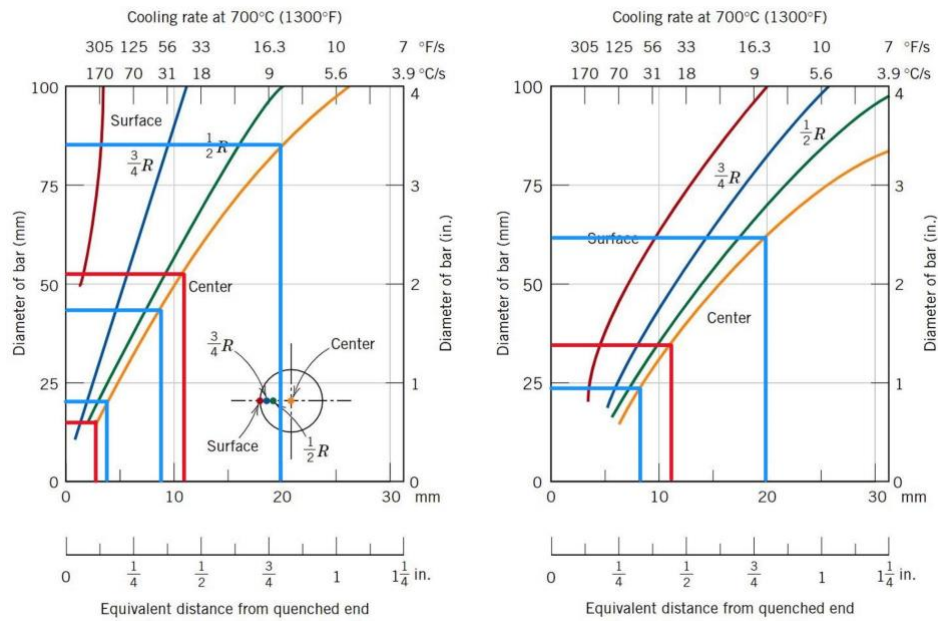 Cooling rate at 700°C (1300°F)
305 125 56 33 16.3 10 7 °F/s
170 70 31 18 9 5.6 3.9 °C/s
100
75
50
25
0
Diameter of bar (mm)
Surface
3/4 R
1/2 R
Center
3/4 R
Center
Surface
1/2 R
4
3
2
1
0
Diameter of bar (in.)
0 10 20 30 mm
0 1/4 1/2 3/4 1 1 1/4 in.
Equivalent distance from quenched end
Cooling rate at 700°C (1300°F)
305 125 56 33 16.3 10 7 °F/s
170 70 31 18 9 5.6 3.9 °C/s
100
75
50
25
0
Diameter of bar (mm)
1/2 R
3/4 R
Surface
Center
4
3
2
1
0
Diameter of bar (in.)
0 10 20 30 mm
0 1/4 1/2 3/4 1 1 1/4 in.
Equivalent distance from quenched end